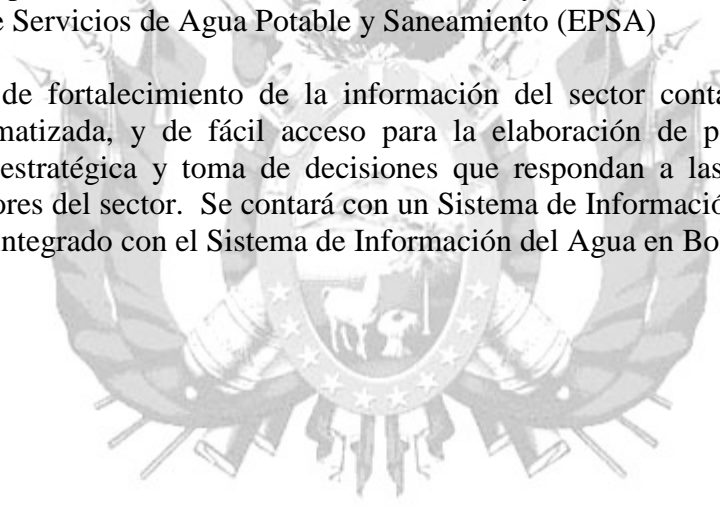 e Servicios de Agua Potable y Saneamiento (EPSA)
de fortalecimiento de la información del sector conta
matizada, y de fácil acceso para la elaboración de p
estratégica y toma de decisiones que respondan a las
ores del sector. Se contará con un Sistema de Informació
ntegrado con el Sistema de Información del Agua en Bo